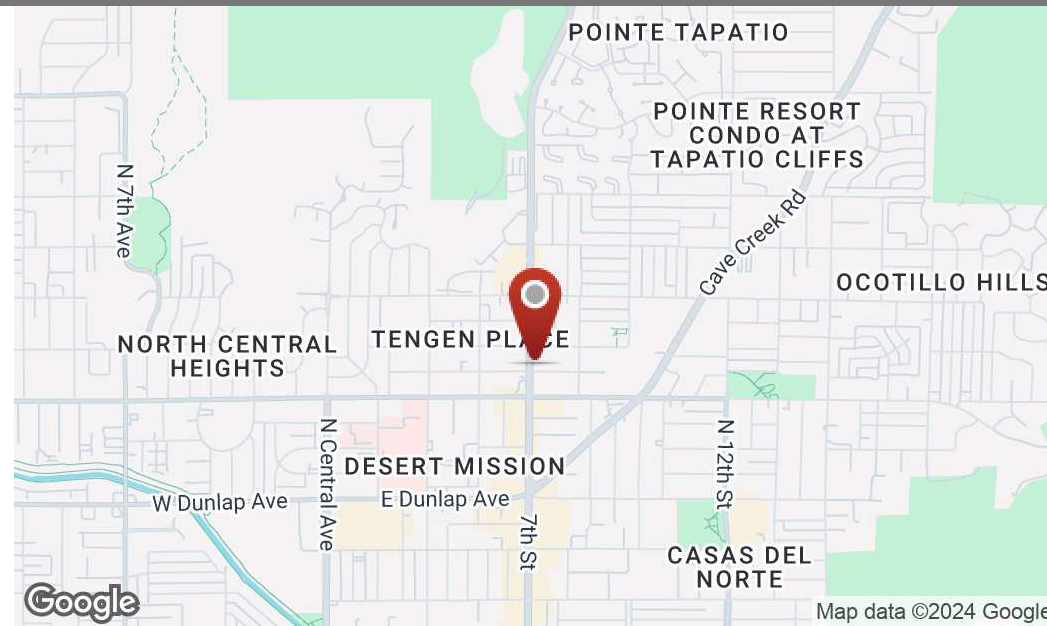 POINTE TAPATIO
POINTE RESORT
CONDO AT
TAPATIO CLIFFS
N 7th Ave
Cave Creek Rd
OCOTILLO HILLS
NORTH CENTRAL
HEIGHTS
TENGEN PLACE
N Central Ave
N 12th St
DESERT MISSION
W Dunlap Ave
E Dunlap Ave
7th St
CASAS DEL
NORTE
Google
Map data ©2024 Google